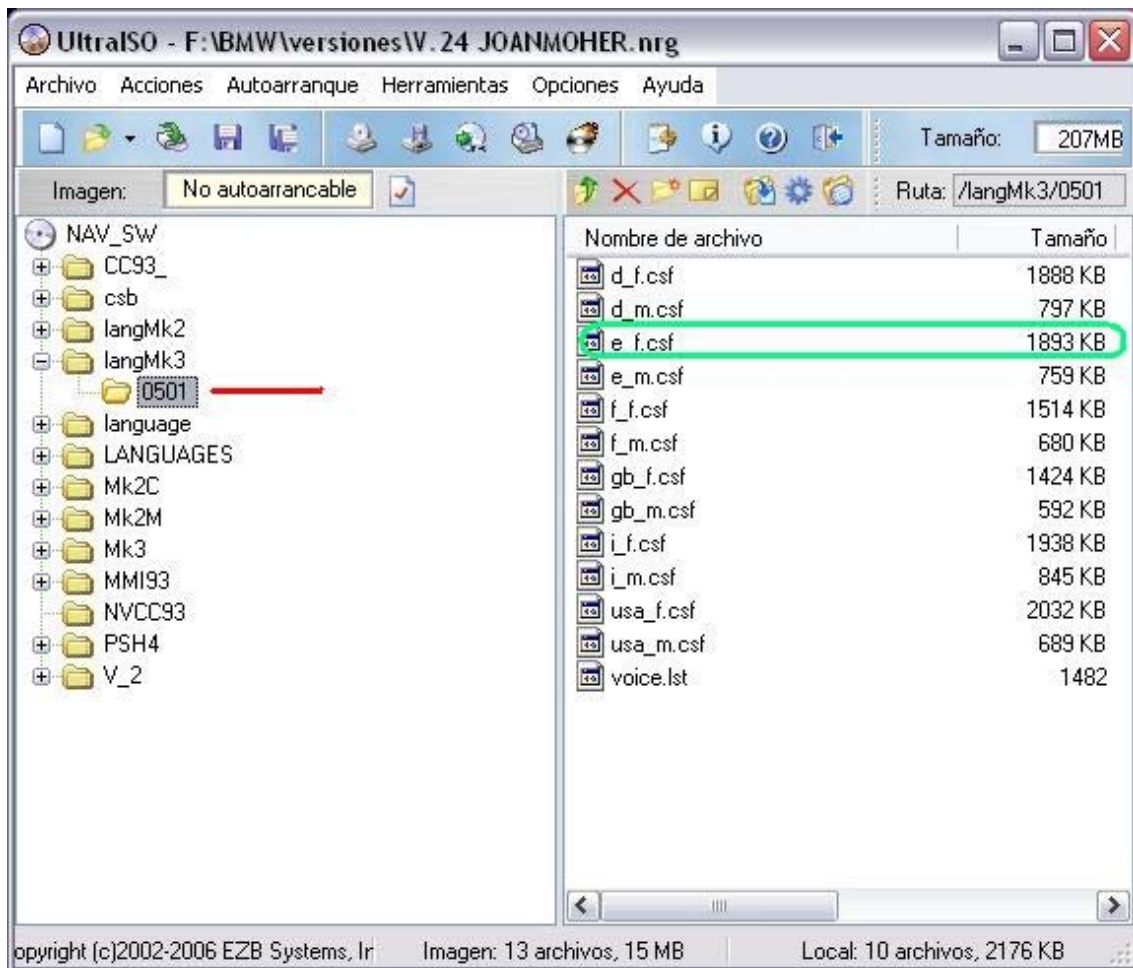 UltraISO - F:\BMW\versiones\V.24 JOANMOHER.nrg
Archivo Acciones Autoarranque Herramientas Opciones Ayuda
Tamaño: 207MB
Imagen: No autoarrancable Ruta: /langMk3/0501
NAV_SW
CC93_
csb
langMk2
langMk3
0501
language
LANGUAGES
Mk2C
Mk2M
Mk3
MMI93
NVCC93
PSH4
V_2
Nombre de archivo Tamaño
d_f.csf 1888 KB
d_m.csf 797 KB
e_f.csf 1893 KB
e_m.csf 759 KB
f_f.csf 1514 KB
f_m.csf 680 KB
gb_f.csf 1424 KB
gb_m.csf 592 KB
i_f.csf 1938 KB
i_m.csf 845 KB
usa_f.csf 2032 KB
usa_m.csf 689 KB
voice.lst 1482
opyright (c)2002-2006 EZB Systems, Ir Imagen: 13 archivos, 15 MB Local: 10 archivos, 2176 KB